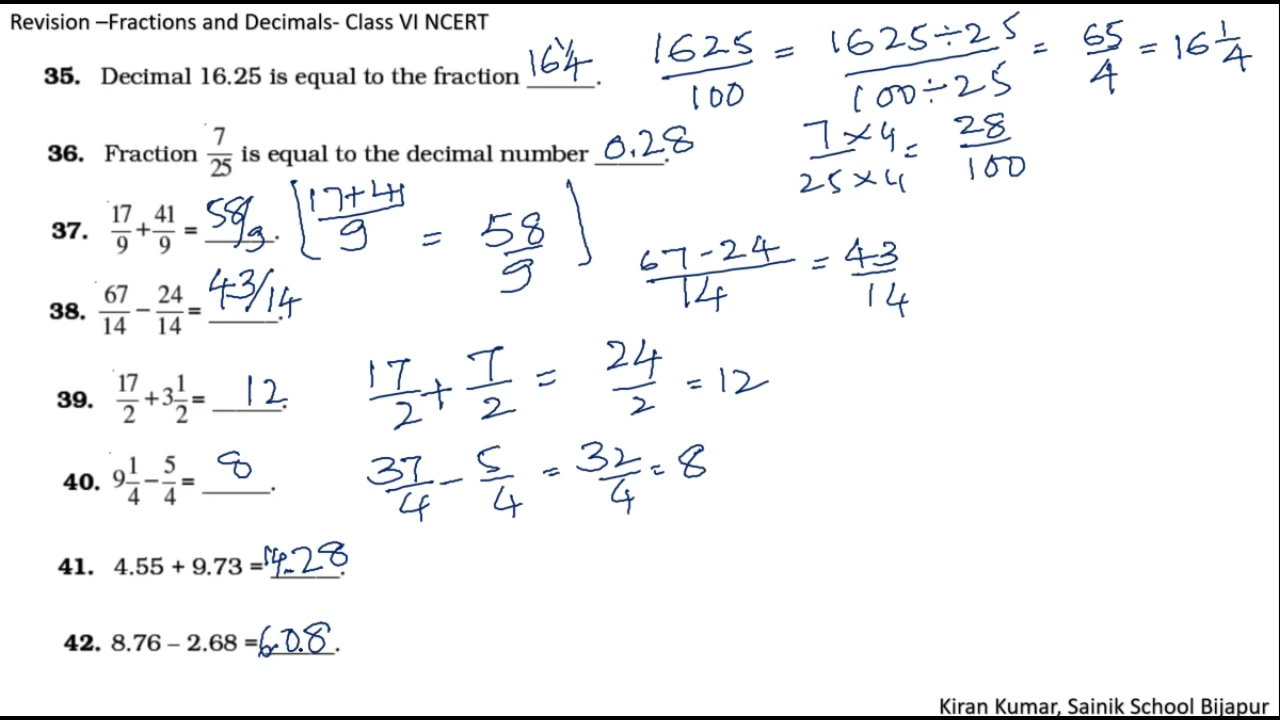 Revision –Fractions and Decimals- Class VI NCERT
35. Decimal 16.25 is equal to the fraction 16 1/4. 1625/100 = 1625÷25/100÷25 = 65/4 = 16 1/4
36. Fraction 7/25 is equal to the decimal number 0.28. 7×4/25×4 = 28/100
37. 17/9 + 41/9 = 58/9. [17+41/9 = 58/9]
38. 67/14 – 24/14 = 43/14. 67-24/14 = 43/14
39. 17/2 + 3 1/2 = 12. 17/2 + 7/2 = 24/2 = 12
40. 9 1/4 – 5/4 = 8. 37/4 - 5/4 = 32/4 = 8
41. 4.55 + 9.73 = 14.28.
42. 8.76 – 2.68 = 6.0.8.
Kiran Kumar, Sainik School Bijapur